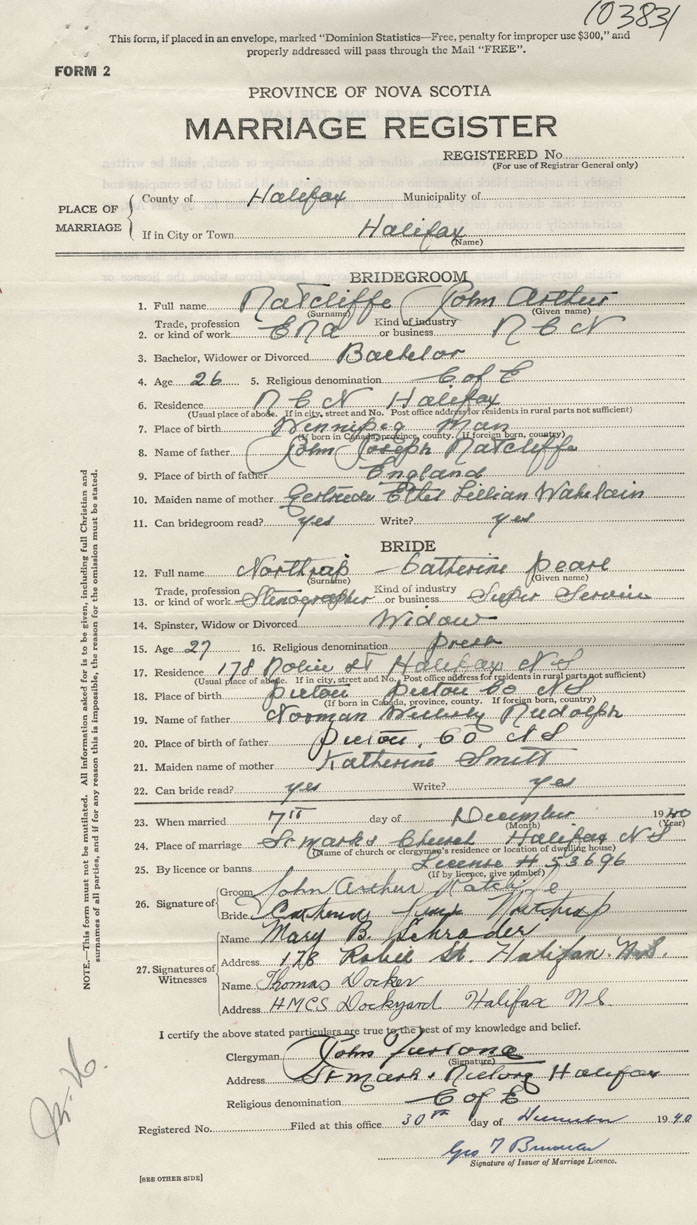 10383
This form, if placed in an envelope, marked "Dominion Statistics—Free, penalty for improper use $300," and
properly addressed will pass through the Mail "FREE".
FORM 2
PROVINCE OF NOVA SCOTIA
MARRIAGE REGISTER
REGISTERED No.
(For use of Registrar General only)
PLACE OF MARRIAGE
County of Halifax Municipality of
If in City or Town Halifax
(Name)
BRIDEGROOM
1. Full name Ratcliffe John Arthur
(Surname) (Given name)
2. Trade, profession or kind of work ERA Kind of industry or business R C N
3. Bachelor, Widower or Divorced Bachelor
4. Age 26 5. Religious denomination C of E
6. Residence R C N Halifax
(Usual place of abode. If in city, street and No. Post office address for residents in rural parts not sufficient)
7. Place of birth Winnipeg Man
(If born in Canada, province, county. If foreign born, country)
8. Name of father John Joseph Ratcliffe
9. Place of birth of father England
10. Maiden name of mother Gertrude Ethel Lillian
11. Can bridegroom read? yes Write? yes
BRIDE
12. Full name Northrup Catherine Pearl
(Surname) (Given name)
13. Trade, profession or kind of work Stenographer Kind of industry or business Super Service
14. Spinster, Widow or Divorced Widow
15. Age 27 16. Religious denomination Pres
17. Residence 178 Robie St Halifax N S
(Usual place of abode. If in city, street and No. Post office address for residents in rural parts not sufficient)
18. Place of birth Pictou Pictou Co N S
(If born in Canada, province, county. If foreign born, country)
19. Name of father Norman Rudolph
20. Place of birth of father Pictou, Co N S
21. Maiden name of mother Katherine Smith
22. Can bride read? yes Write? yes
23. When married 7th day of December 1940
(Month) (Year)
24. Place of marriage St marks Church Halifax N S
(Name of church or clergyman's residence or location of dwelling house)
25. By licence or banns License # 53696
(If by licence, give number)
26. Signature of
Groom John Arthur Ratcliffe
Bride Catherine Pearl Northrup
27. Signatures of Witnesses
Name Mary B. Schrader
Address 178 Robie St. Halifax. N.S.
Name Thomas Docker
Address HMCS Dockyard Halifax NS
I certify the above stated particulars are true to the best of my knowledge and belief.
Clergyman John Furlong
(Signature)
Address St Mark's Rectory Halifax
Religious denomination C of E
Registered No. Filed at this office 30th day of December 1940
Geo T
Signature of Issuer of Marriage Licence.
[SEE OTHER SIDE]
NOTE.—This form must not be mutilated. All information asked for is to be given, including full Christian and
surnames of all parties, and if for any reason this is impossible, the reason for the omission must be stated.